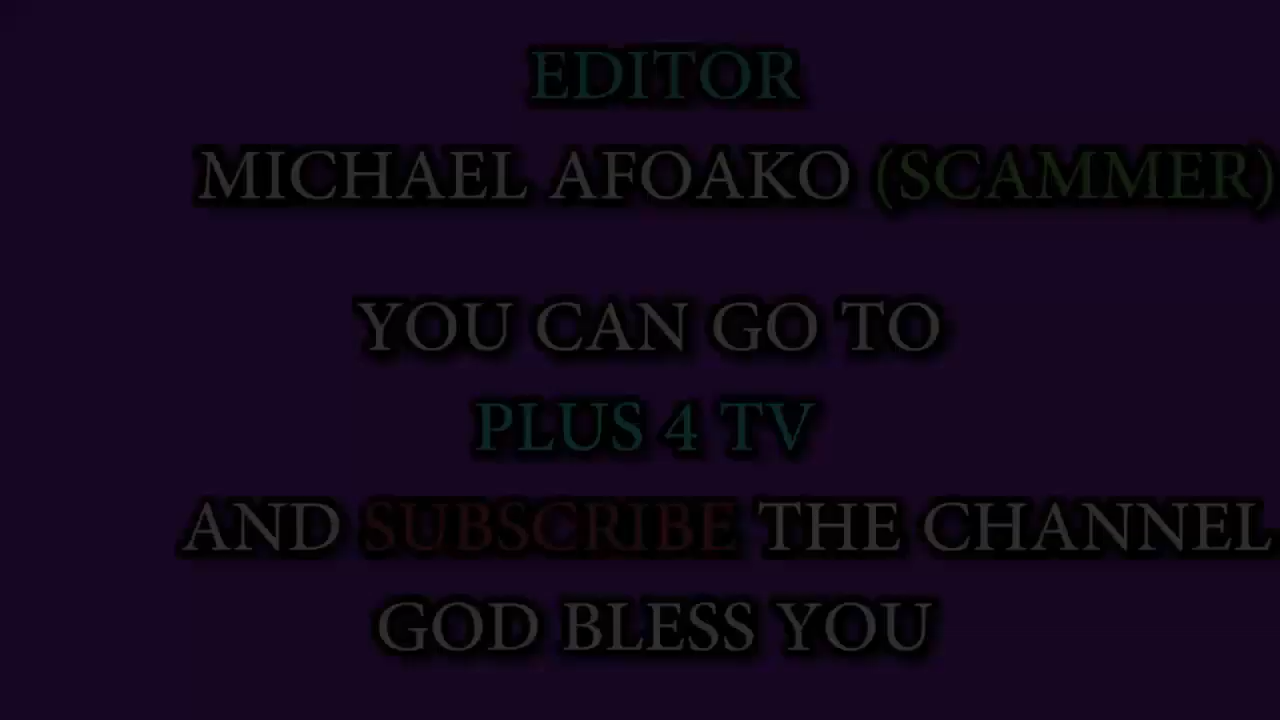 EDITOR
MICHAEL AFOAKO (SCAMMER)
YOU CAN GO TO
PLUS 4 TV
AND SUBSCRIBE THE CHANNEL
GOD BLESS YOU